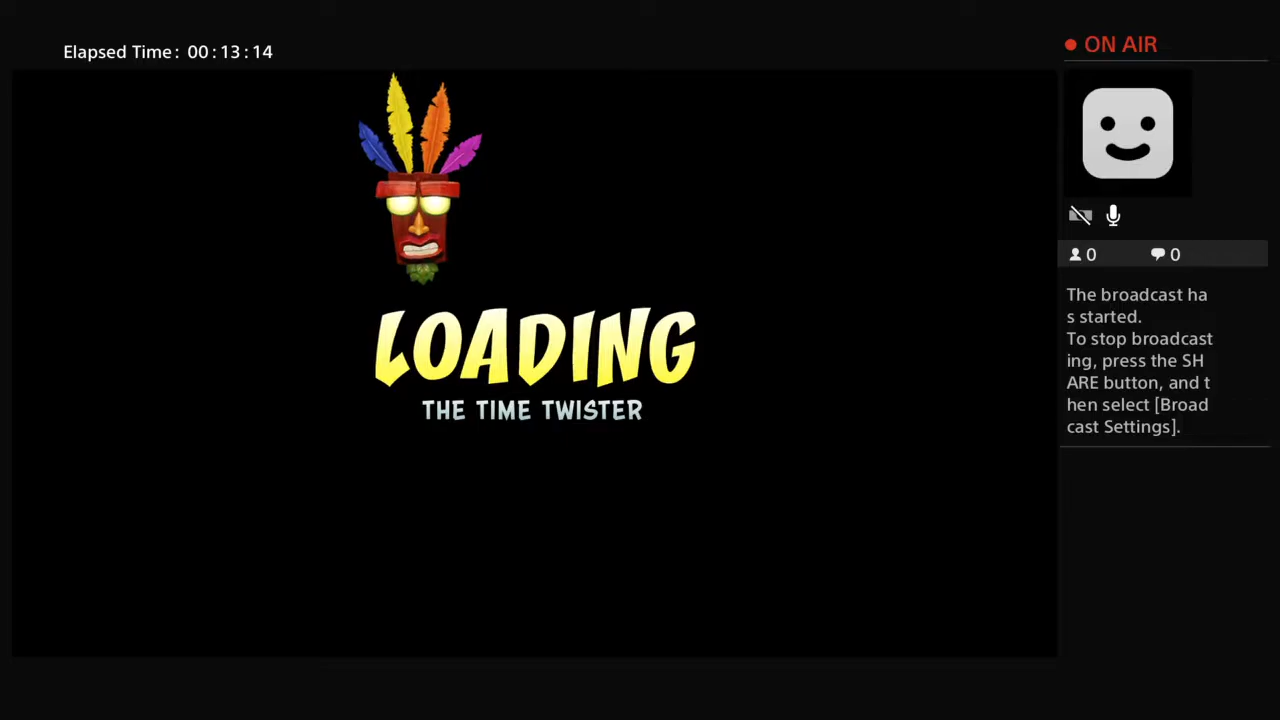 Elapsed Time: 00:13:14
ON AIR
0 0
The broadcast ha
s started.
To stop broadcast
ing, press the SH
ARE button, and t
hen select [Broad
cast Settings].
LOADING
THE TIME TWISTER